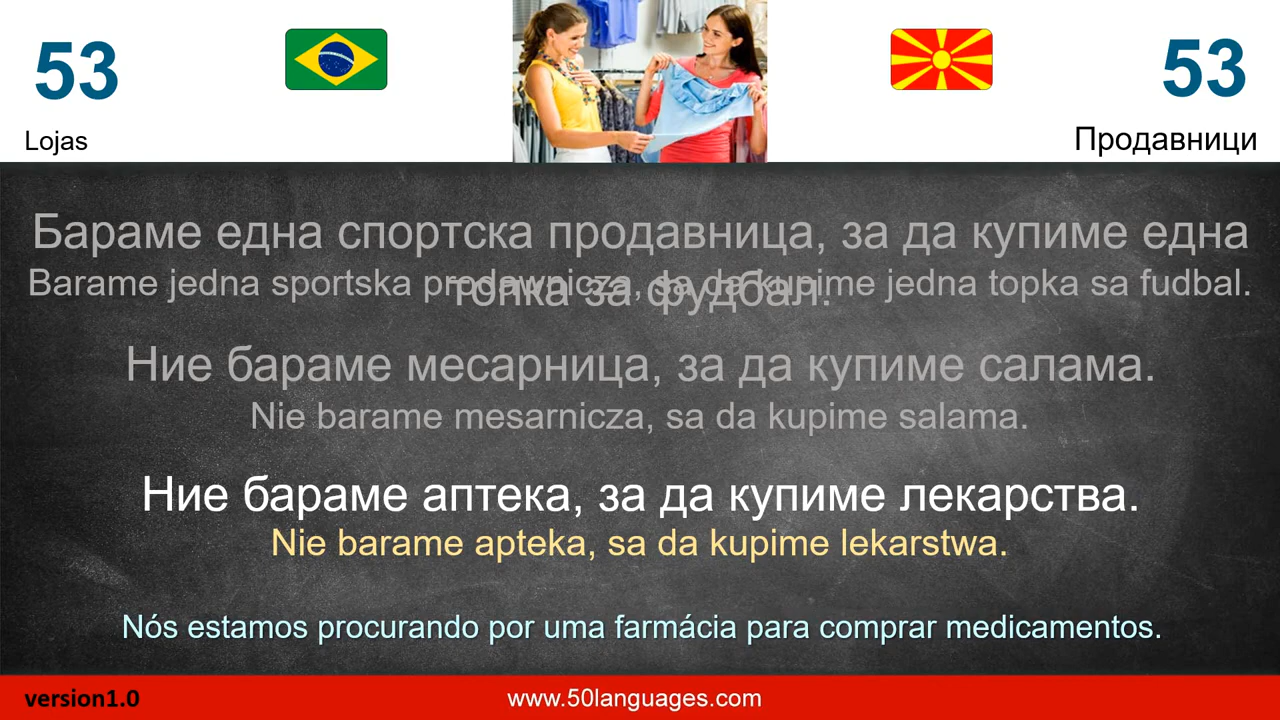 53
53
Lojas
Продавници
Бараме една спортска продавница, за да купиме една
топка за фудбал.
Barame jedna sportska prodawnicza, sa da kupime jedna topka sa fudbal.
Ние бараме месарница, за да купиме салама.
Nie barame mesarnicza, sa da kupime salama.
Ние бараме аптека, за да купиме лекарства.
Nie barame apteka, sa da kupime lekarstwa.
Nós estamos procurando por uma farmácia para comprar medicamentos.
version1.0
www.50languages.com